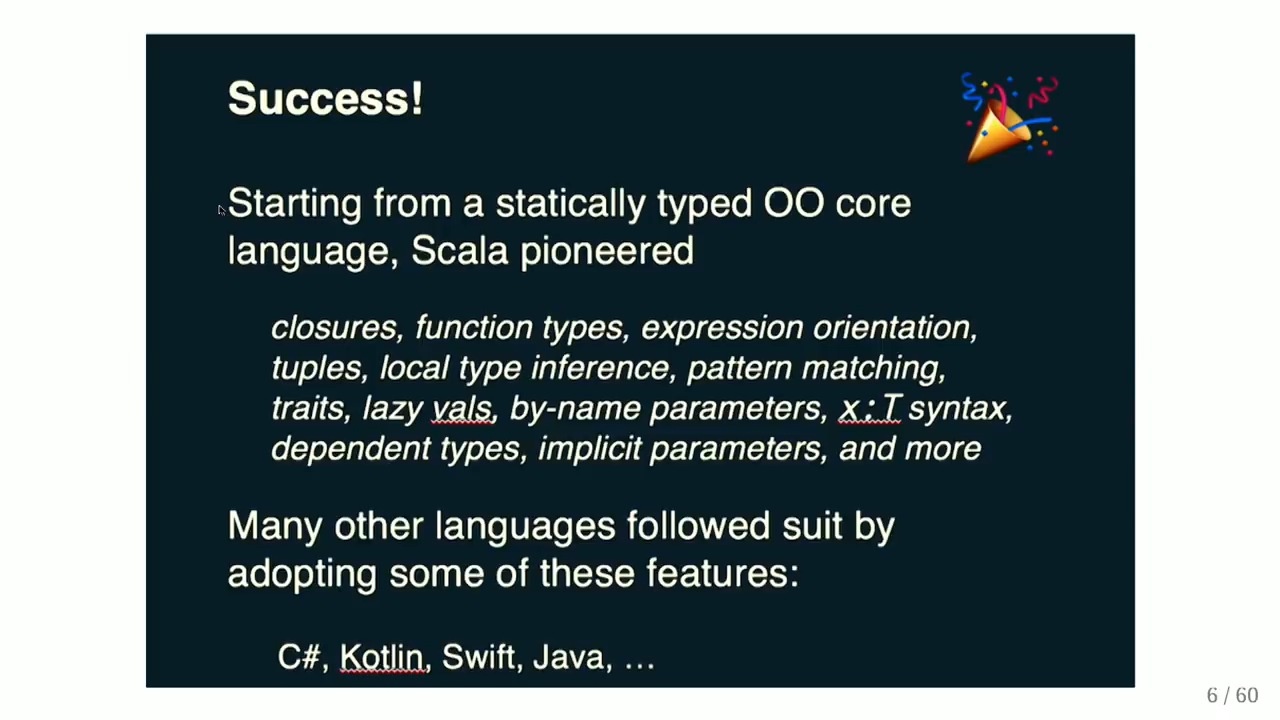 Success!
Starting from a statically typed OO core
language, Scala pioneered
closures, function types, expression orientation,
tuples, local type inference, pattern matching,
traits, lazy vals, by-name parameters, x:T syntax,
dependent types, implicit parameters, and more
Many other languages followed suit by
adopting some of these features:
C#, Kotlin, Swift, Java, …
6 / 60